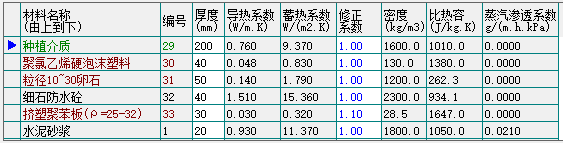 材料名称 编号 厚度 导热系数 蓄热系数 修正 密度 比热容 蒸汽渗透系数
(由上到下) (mm) (W/m.K) W/(m2.K) 系数 (kg/m3) (J/kg.K) g/(m.h.kPa)
种植介质 29 200 0.760 9.370 1.00 1600.0 1010.0 0.0000
聚氯乙烯硬泡沫塑料 30 40 0.048 0.830 1.00 130.0 1380.0 0.0000
粒径10~30卵石 31 50 0.140 1.790 1.00 1200.0 262.3 0.0000
细石防水砼 32 40 1.510 15.360 1.00 2300.0 934.1 0.0000
挤塑聚苯板(ρ=25-32) 33 30 0.030 0.320 1.10 28.5 1647.0 0.0000
水泥砂浆 1 20 0.930 11.370 1.00 1800.0 1050.0 0.0210